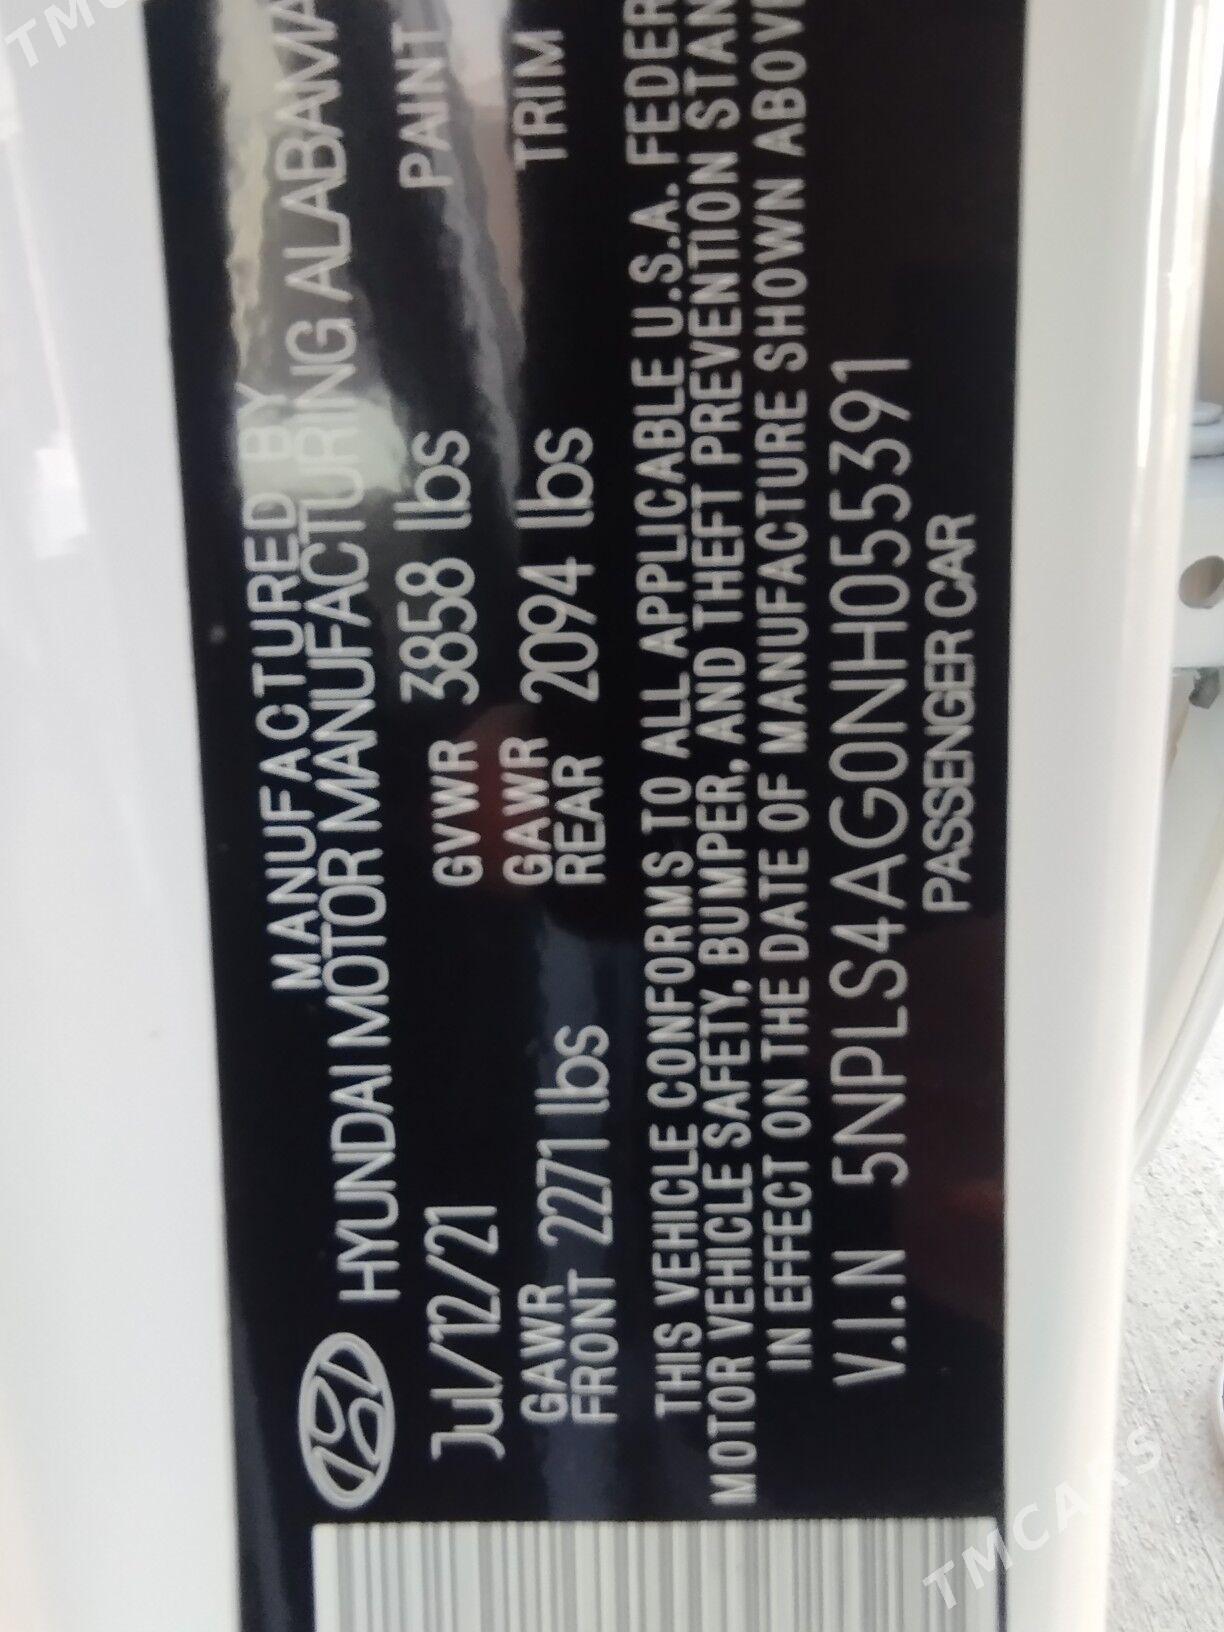 MANUFACTURED BY
HYUNDAI MOTOR MANUFACTURING ALABAMA
Jul/12/21 GVWR 3858 lbs PAINT
GAWR FRONT 2271 lbs GAWR REAR 2094 lbs TRIM
THIS VEHICLE CONFORMS TO ALL APPLICABLE U.S.A. FEDER
MOTOR VEHICLE SAFETY, BUMPER, AND THEFT PREVENTION STAN
IN EFFECT ON THE DATE OF MANUFACTURE SHOWN ABOV
V.I.N 5NPLS4AG0NH055391
PASSENGER CAR
TMCARS